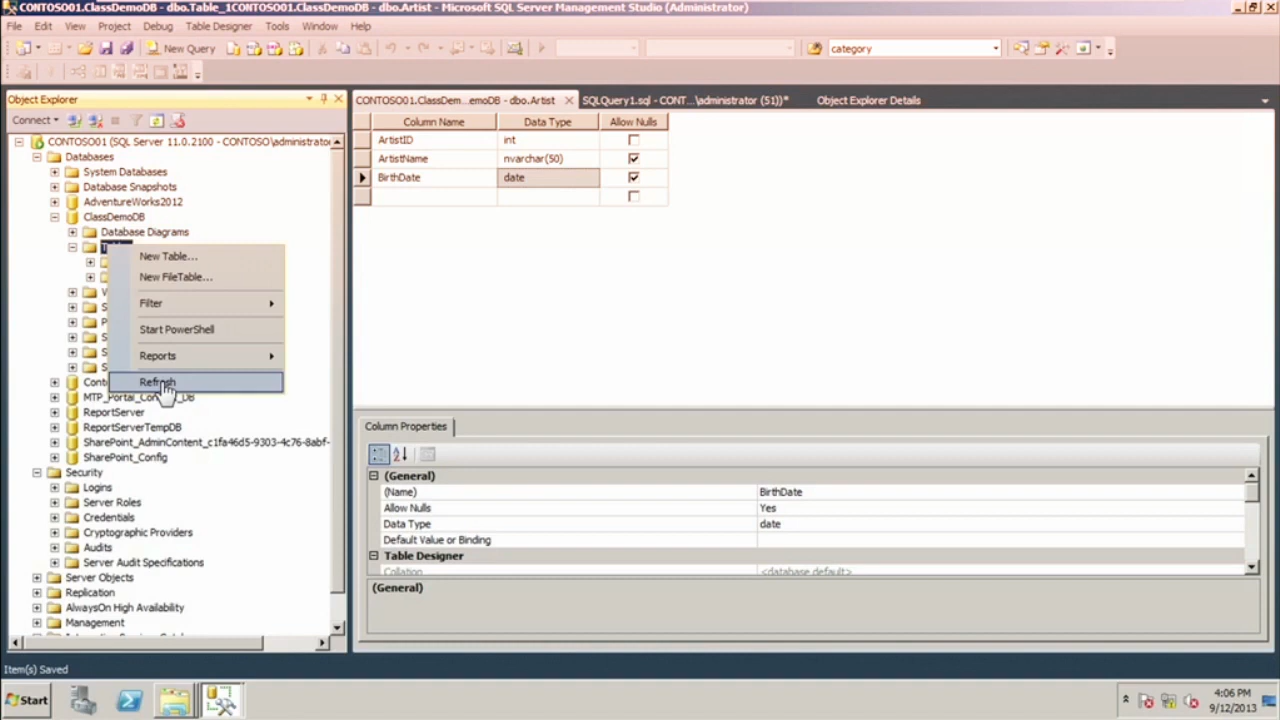 CONTOSO01.ClassDemoDB - dbo.Table_1CONTOSO01.ClassDemoDB - dbo.Artist - Microsoft SQL Server Management Studio (Administrator)
File Edit View Project Debug Table Designer Tools Window Help
New Query
category
Object Explorer
CONTOSO01.ClassDem...emoDB - dbo.Artist
SQLQuery1.sql - CONT...\administrator (51))*
Object Explorer Details
Connect
Column Name Data Type Allow Nulls
ArtistID int
ArtistName nvarchar(50)
BirthDate date
CONTOSO01 (SQL Server 11.0.2100 - CONTOSO\administrator
Databases
System Databases
Database Snapshots
AdventureWorks2012
ClassDemoDB
Database Diagrams
New Table...
New FileTable...
Filter
Start PowerShell
Reports
Refresh
MTP_Portal_Con
_DB
ReportServer
ReportServerTempDB
SharePoint_AdminContent_c1fa46d5-9303-4c76-8abf-
SharePoint_Config
Security
Logins
Server Roles
Credentials
Cryptographic Providers
Audits
Server Audit Specifications
Server Objects
Replication
AlwaysOn High Availability
Management
Column Properties
(General)
(Name) BirthDate
Allow Nulls Yes
Data Type date
Default Value or Binding
Table Designer
Collation <database default>
(General)
Item(s) Saved
Start
4:06 PM
9/12/2013